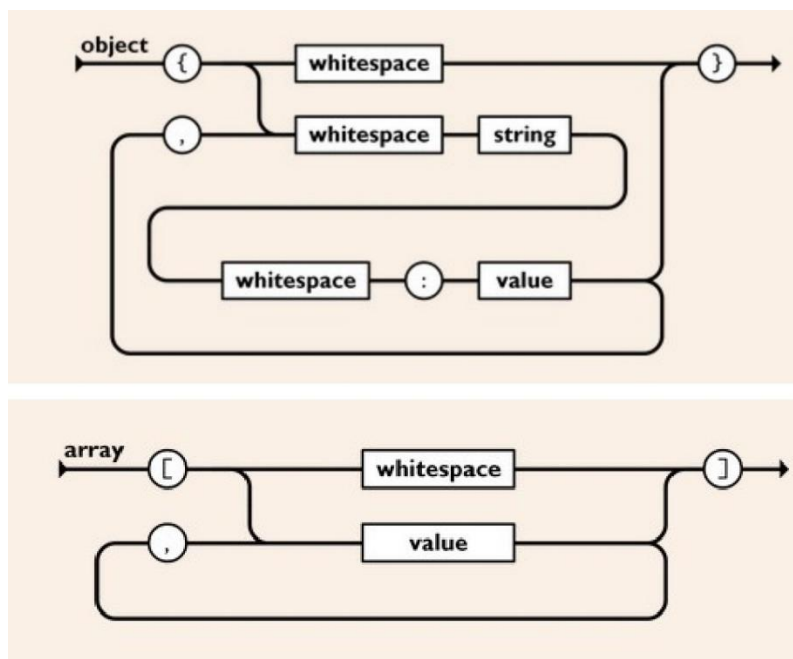 object
{ whitespace }
, whitespace string
whitespace : value
array
[ whitespace ]
, value